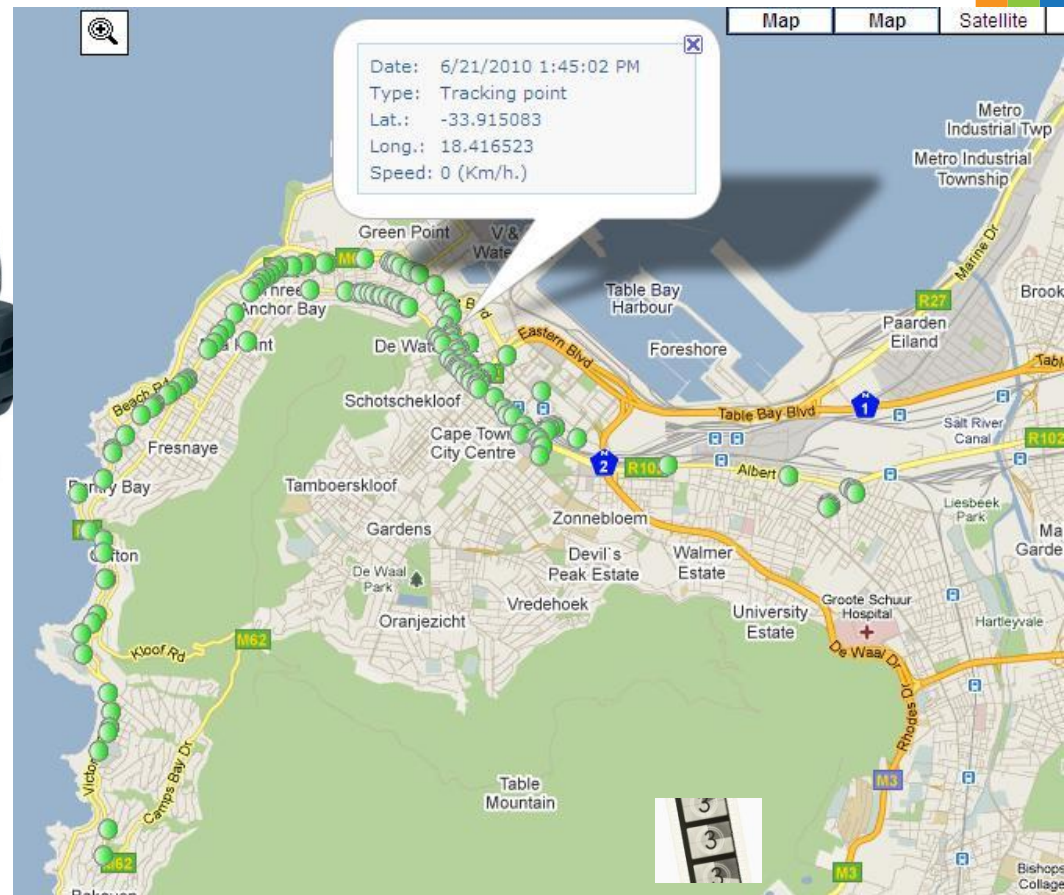 Map
Map
Satellite
Date: 6/21/2010 1:45:02 PM
Type: Tracking point
Lat.: -33.915083
Long.: 18.416523
Speed: 0 (Km/h.)
Metro
Industrial Twp
Metro Industrial
Township
Marine Dr
Green Point
V &
Table Bay
Harbour
R27
Paarden
Eiland
Anchor Bay
Eastern Blvd
Foreshore
Schotschekloof
Beach Rd
Table Bay Blvd
N
1
Salt River
Canal
R102
Cape Town
City Centre
Fresnaye
N
2
Albert
Tamboerskloof
Liesbeek
Park
Gardens
Zonnebloem
De Waal
Park
Devil`s
Peak Estate
Walmer
Estate
Vredehoek
Oranjezicht
University
Estate
Groote Schuur
Hospital
Hartleyvale
M62
Kloof Rd
De Waal Dr
Rhodes Dr
Camps Bay Dr
Table
Mountain
M3
3
3
3
M62
M3